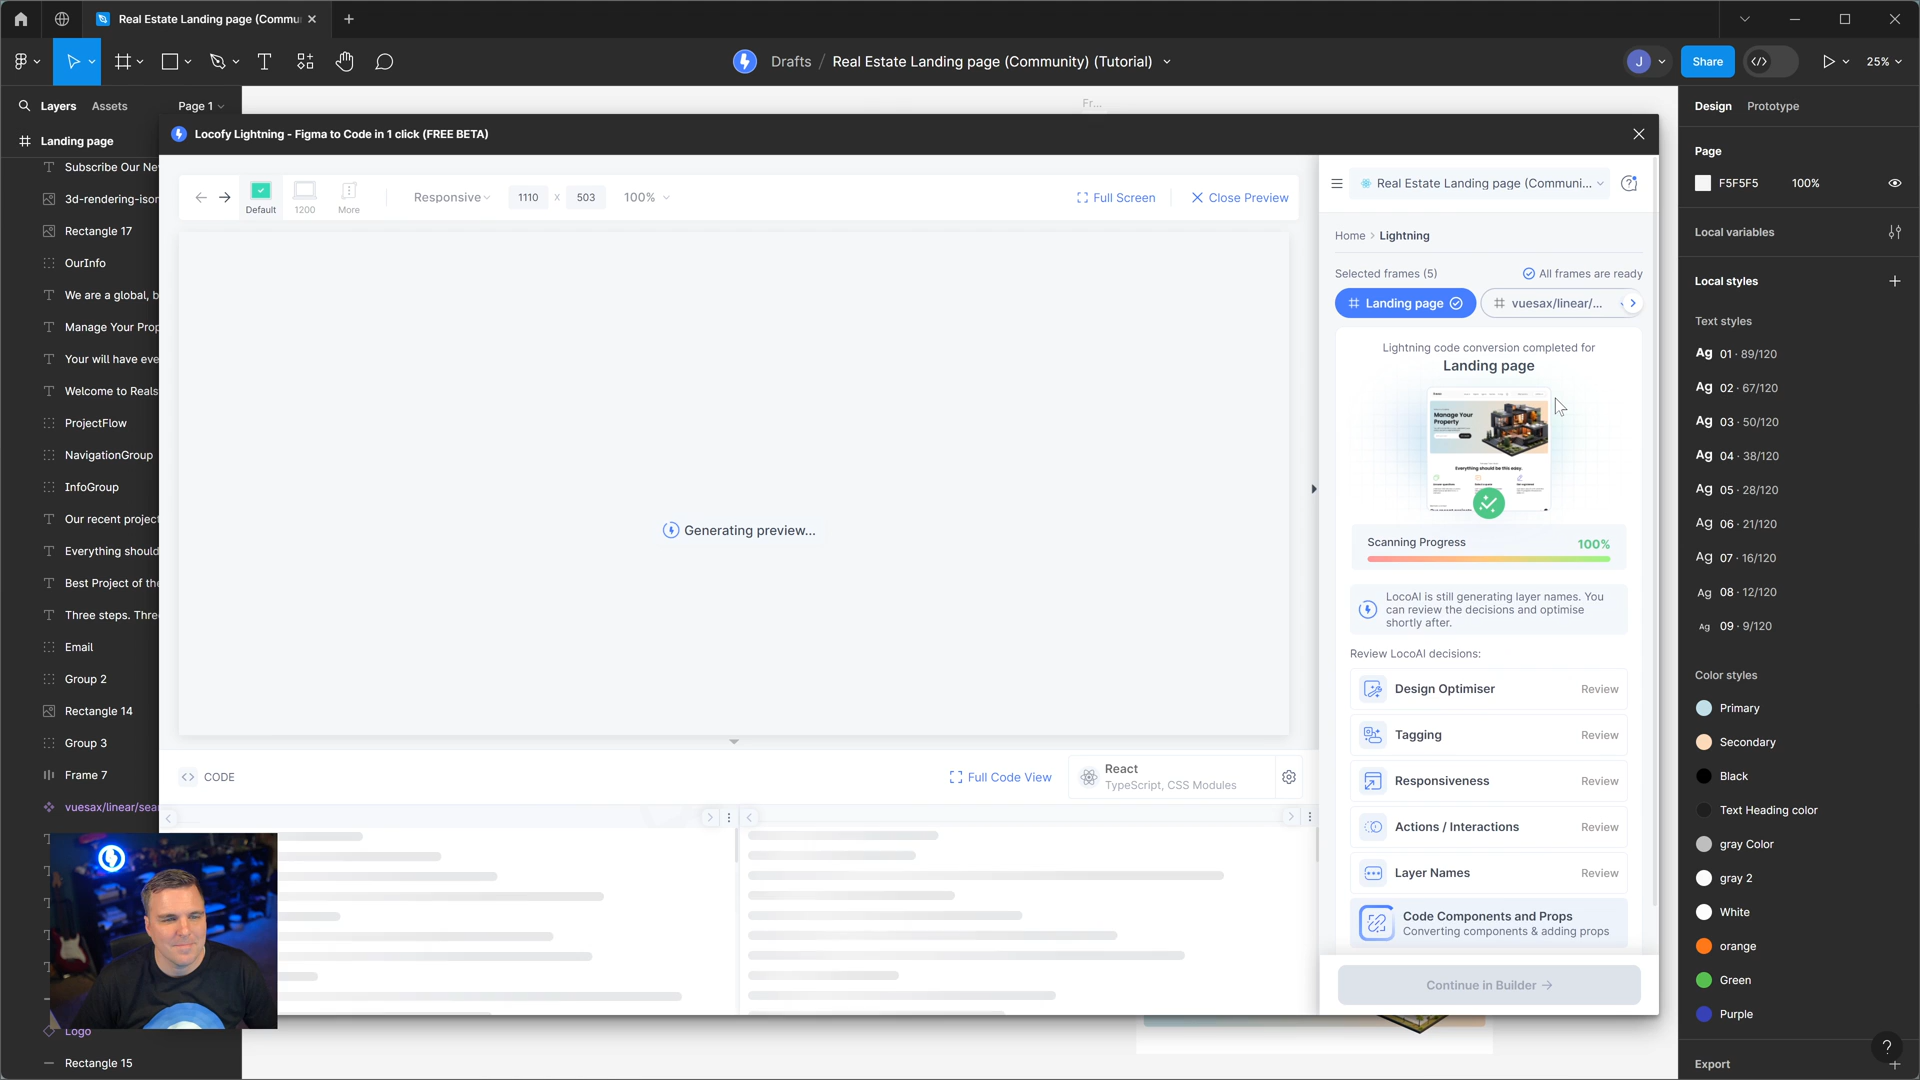 Real Estate Landing page (Commu
Drafts / Real Estate Landing page (Community) (Tutorial)
J
Share
25%
Layers
Assets
Page 1
Fr...
Design
Prototype
Landing page
Subscribe Our Ne
3d-rendering-isor
Rectangle 17
OurInfo
We are a global, b
Manage Your Prop
Your will have eve
Welcome to Reals
ProjectFlow
NavigationGroup
InfoGroup
Our recent project
Everything should
Best Project of the
Three steps. Thre
Email
Group 2
Rectangle 14
Group 3
Frame 7
vuesax/linear/sear
Logo
Rectangle 15
Locofy Lightning - Figma to Code in 1 click (FREE BETA)
Default
1200
More
Responsive
1110 x 503
100%
Full Screen
Close Preview
Generating preview...
<> CODE
Full Code View
React
TypeScript, CSS Modules
Real Estate Landing page (Communi...
Home > Lightning
Selected frames (5)
All frames are ready
Landing page
vuesax/linear/...
Lightning code conversion completed for
Landing page
Manage Your
Property
Everything should be this easy.
Scanning Progress
100%
LocoAI is still generating layer names. You
can review the decisions and optimise
shortly after.
Review LocoAI decisions:
Design Optimiser
Review
Tagging
Review
Responsiveness
Review
Actions / Interactions
Review
Layer Names
Review
Code Components and Props
Converting components & adding props
Continue in Builder →
Page
F5F5F5
100%
Local variables
Local styles
Text styles
Ag 01 · 89/120
Ag 02 · 67/120
Ag 03 · 50/120
Ag 04 · 38/120
Ag 05 · 28/120
Ag 06 · 21/120
Ag 07 · 16/120
Ag 08 · 12/120
Ag 09 · 9/120
Color styles
Primary
Secondary
Black
Text Heading color
gray Color
gray 2
White
orange
Green
Purple
Export
?